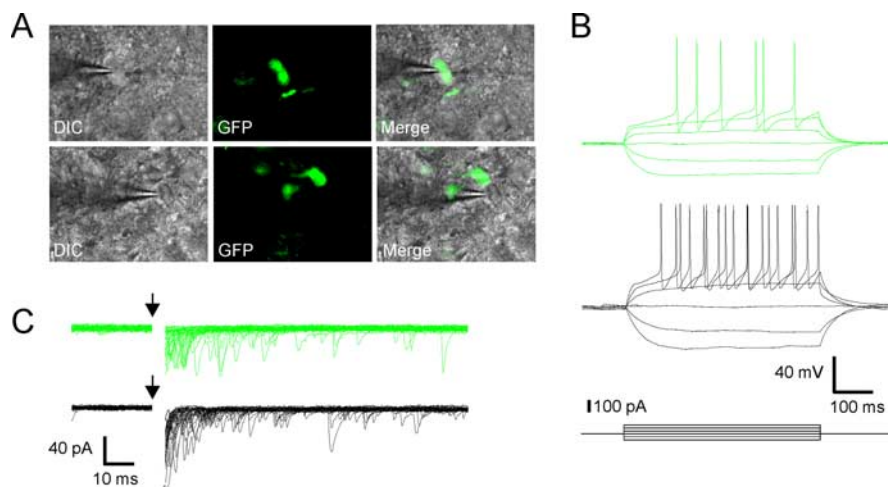 A
DIC
GFP
Merge
DIC
GFP
Merge
B
40 mV
100 ms
100 pA
C
40 pA
10 ms